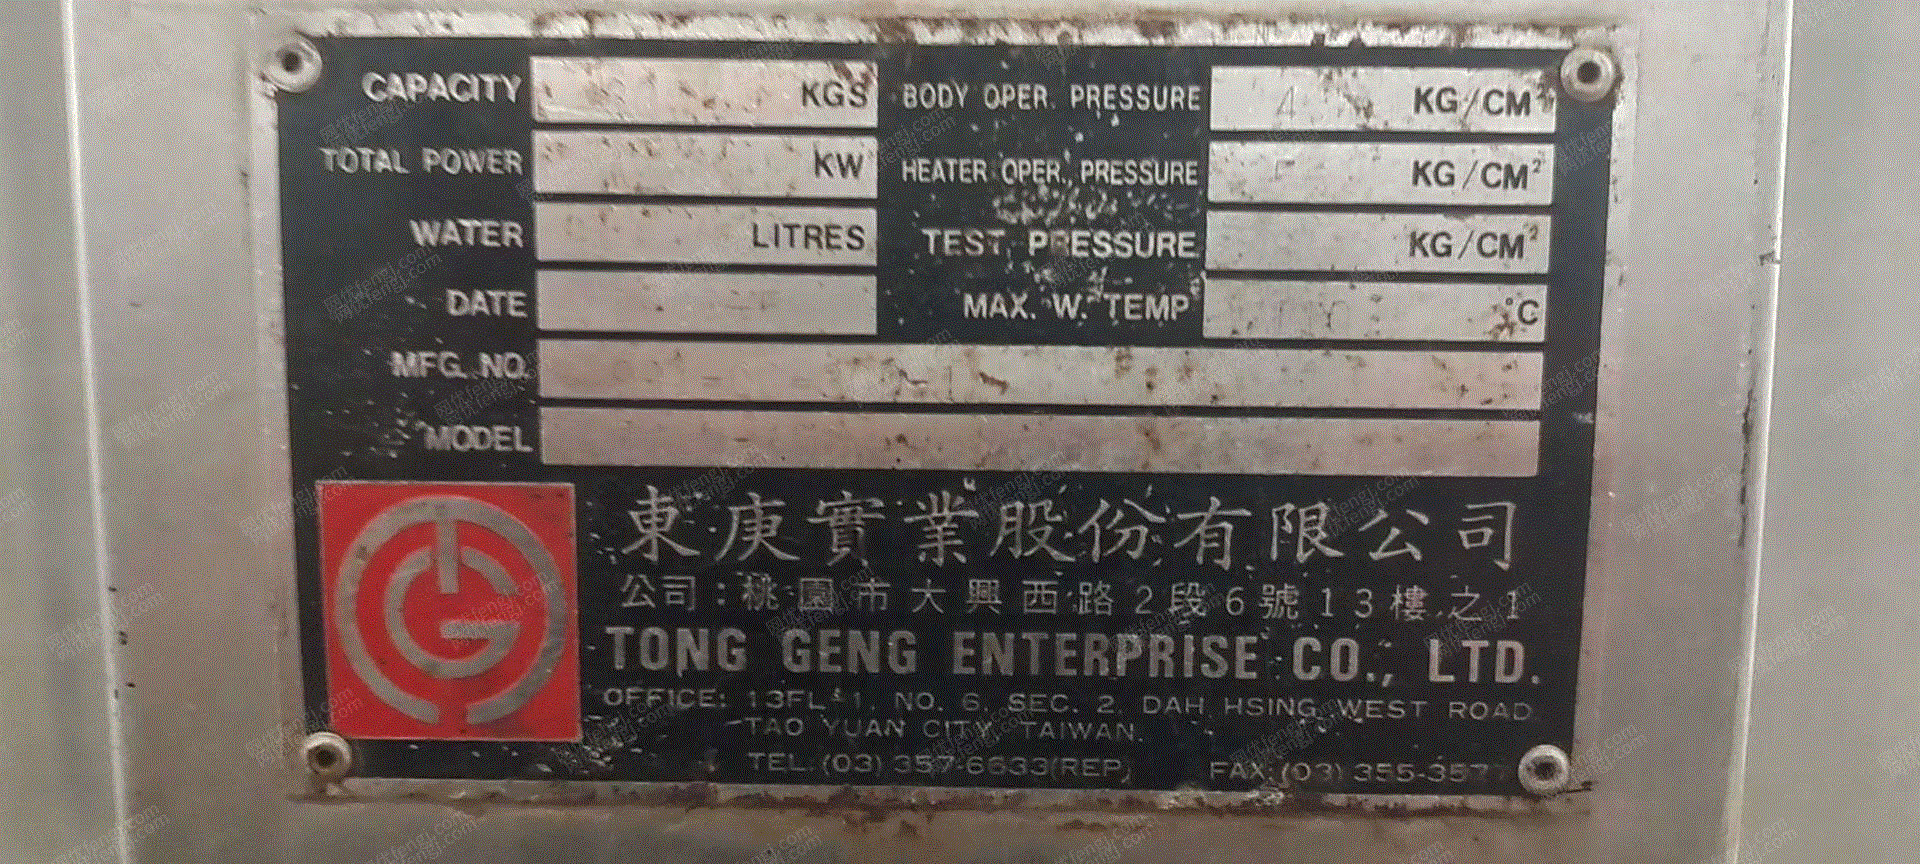 CAPACITY KGS BODY OPER. PRESSURE 4 KG/CM²
TOTAL POWER KW HEATER OPER. PRESSURE KG/CM²
WATER LITRES TEST PRESSURE KG/CM²
DATE MAX. W. TEMP °C
MFG. NO.
MODEL
東庚實業股份有限公司
公司：桃園市大興西路2段6號13樓之1
TONG GENG ENTERPRISE CO., LTD.
OFFICE: 13FL-1, NO. 6, SEC. 2, DAH HSING WEST ROAD
TAO YUAN CITY, TAIWAN.
TEL. (03) 357-6633(REP) FAX: (03) 355-3577